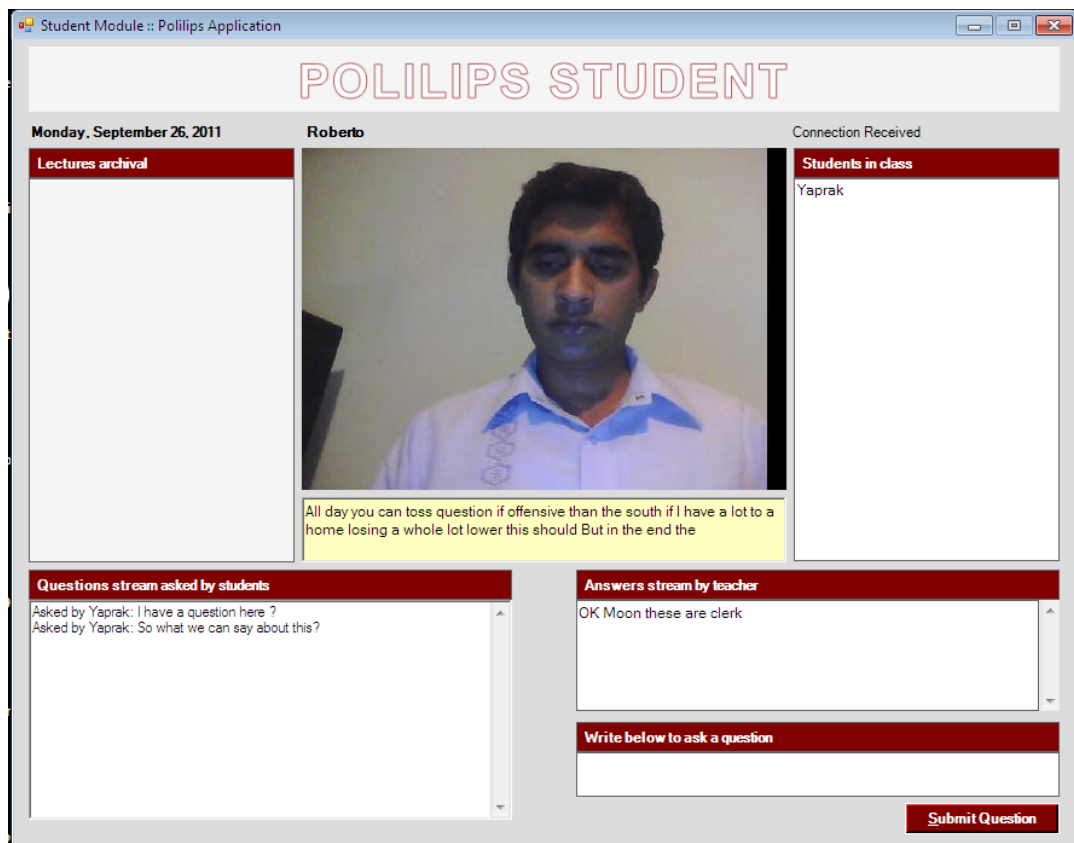 Student Module :: Polilips Application
POLILIPS STUDENT
Monday, September 26, 2011
Roberto
Connection Received
Lectures archival
Students in class
Yaprak
All day you can toss question if offensive than the south if I have a lot to a
home losing a whole lot lower this should But in the end the
Questions stream asked by students
Asked by Yaprak: I have a question here ?
Asked by Yaprak: So what we can say about this?
Answers stream by teacher
OK Moon these are clerk
Write below to ask a question
Submit Question